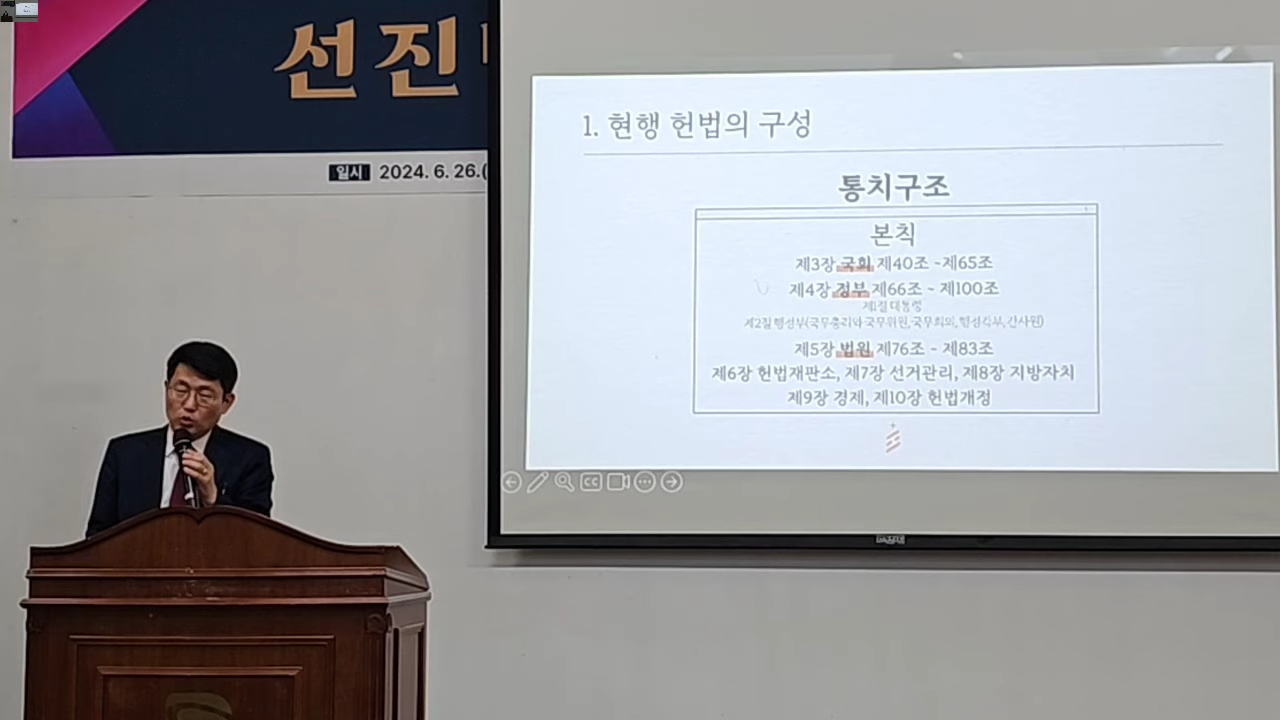 선진
일시 2024. 6. 26.(
1. 현행 헌법의 구성
통치구조
본칙
제3장 국회 제40조 ~제65조
제4장 정부 제66조 ~ 제100조
제1절 대통령
제2절 행정부(국무총리와 국무위원, 국무회의, 행정각부, 감사원)
제5장 법원 제76조 ~ 제83조
제6장 헌법재판소, 제7장 선거관리, 제8장 지방자치
제9장 경제, 제10장 헌법개정